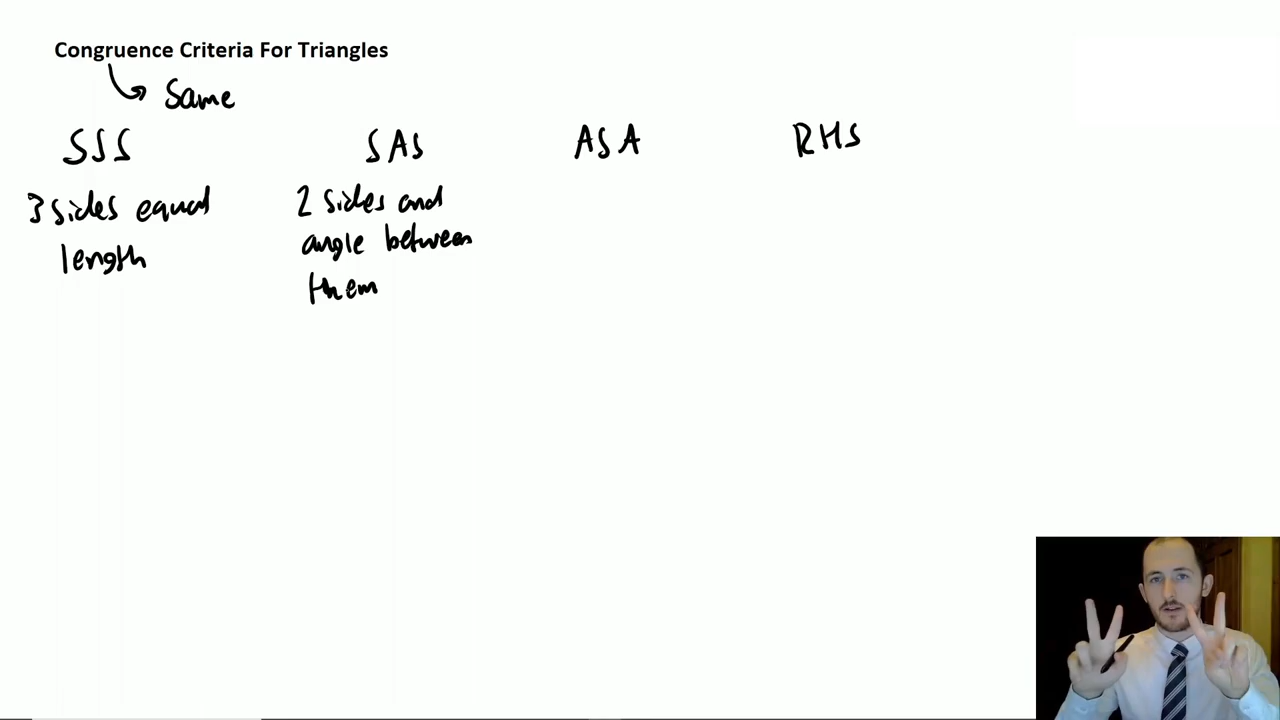 Congruence Criteria For Triangles
Same
SSS SAS ASA RHS
3 sides equal
length
2 sides and
angle between
them